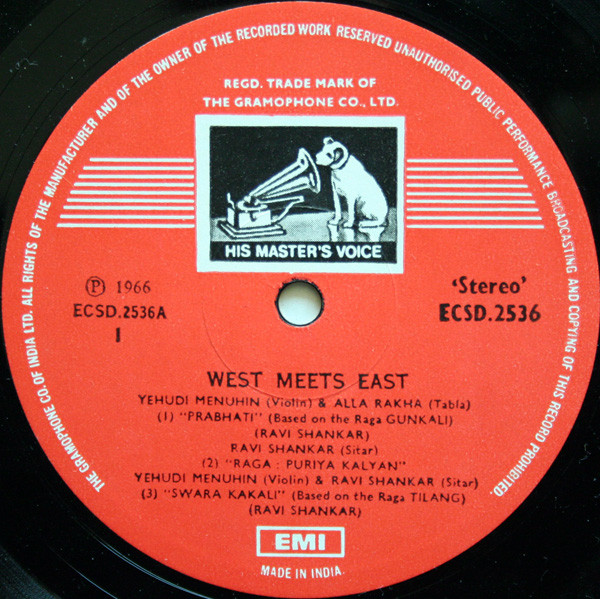 THE GRAMOPHONE CO. OF INDIA LTD. ALL RIGHTS OF THE MANUFACTURER AND OF THE OWNER OF THE RECORDED WORK RESERVED UNAUTHORISED PUBLIC PERFORMANCE BROADCASTING AND COPYING OF THIS RECORD PROHIBITED.
REGD. TRADE MARK OF
THE GRAMOPHONE CO., LTD.
HIS MASTER'S VOICE
Ⓟ 1966
ECSD.2536A
1
'Stereo'
ECSD.2536
WEST MEETS EAST
YEHUDI MENUHIN (Violin) & ALLA RAKHA (Tabla)
(1) "PRABHATI" (Based on the Raga GUNKALI)
(RAVI SHANKAR)
RAVI SHANKAR (Sitar)
(2) "RAGA : PURIYA KALYAN"
YEHUDI MENUHIN (Violin) & RAVI SHANKAR (Sitar)
(3) "SWARA KAKALI" (Based on the Raga TILANG)
(RAVI SHANKAR)
EMI
MADE IN INDIA.